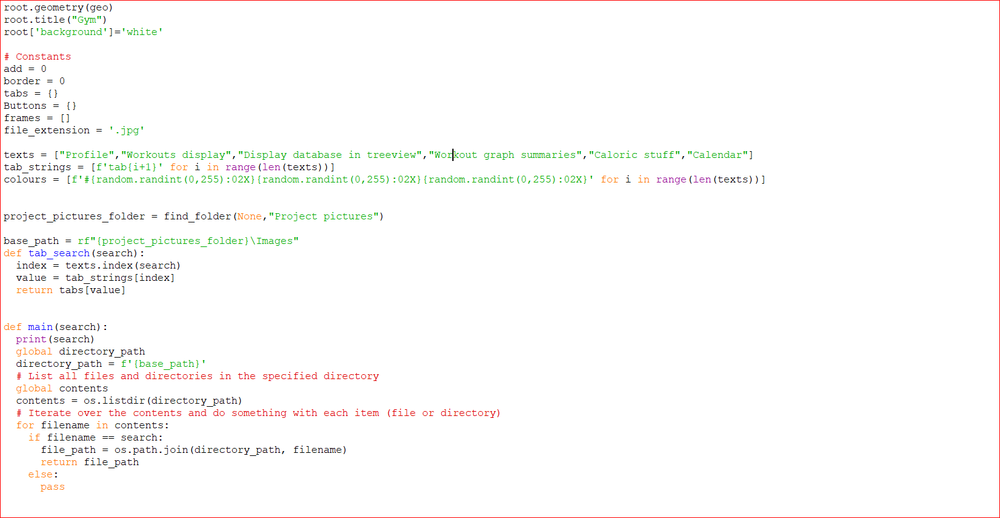 root.geometry(geo)
root.title("Gym")
root['background']='white'
# Constants
add = 0
border = 0
tabs = {}
Buttons = {}
frames = []
file_extension = '.jpg'
texts = ["Profile","Workouts display","Display database in treeview","Workout graph summaries","Caloric stuff","Calendar"]
tab_strings = [f'tab{i+1}' for i in range(len(texts))]
colours = [f'#{random.randint(0,255):02X}{random.randint(0,255):02X}{random.randint(0,255):02X}' for i in range(len(texts))]
project_pictures_folder = find_folder(None,"Project pictures")
base_path = rf"{project_pictures_folder}\Images"
def tab_search(search):
  index = texts.index(search)
  value = tab_strings[index]
  return tabs[value]
def main(search):
  print(search)
  global directory_path
  directory_path = f'{base_path}'
  # List all files and directories in the specified directory
  global contents
  contents = os.listdir(directory_path)
  # Iterate over the contents and do something with each item (file or directory)
  for filename in contents:
    if filename == search:
      file_path = os.path.join(directory_path, filename)
      return file_path
    else:
      pass